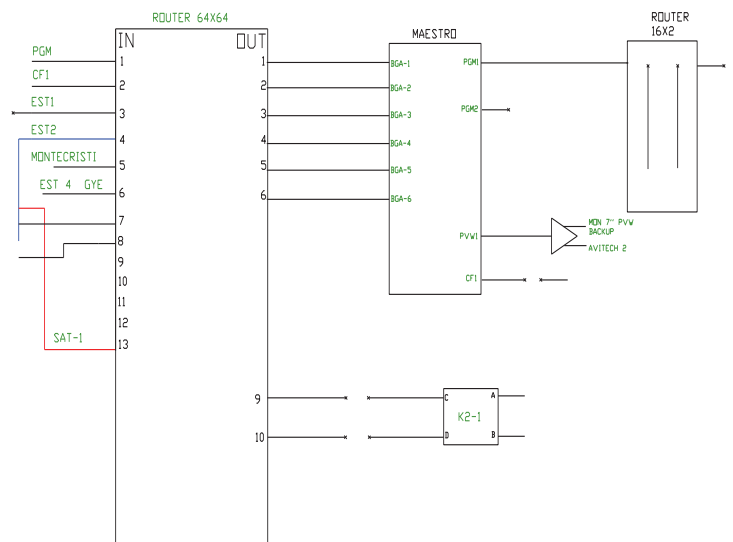 ROUTER 64X64
IN
OUT
PGM
1
CF1
2
EST1
3
EST2
4
MONTECRISTI
5
EST 4 GYE
6
7
8
9
10
11
12
SAT-1
13
1
2
3
4
5
6
9
10
MAESTRO
BGA-1
BGA-2
BGA-3
BGA-4
BGA-5
BGA-6
PGM1
PGM2
PVW1
CF1
ROUTER
16X2
MON 7" PVW
BACKUP
AVITECH 2
C
A
K2-1
D
B